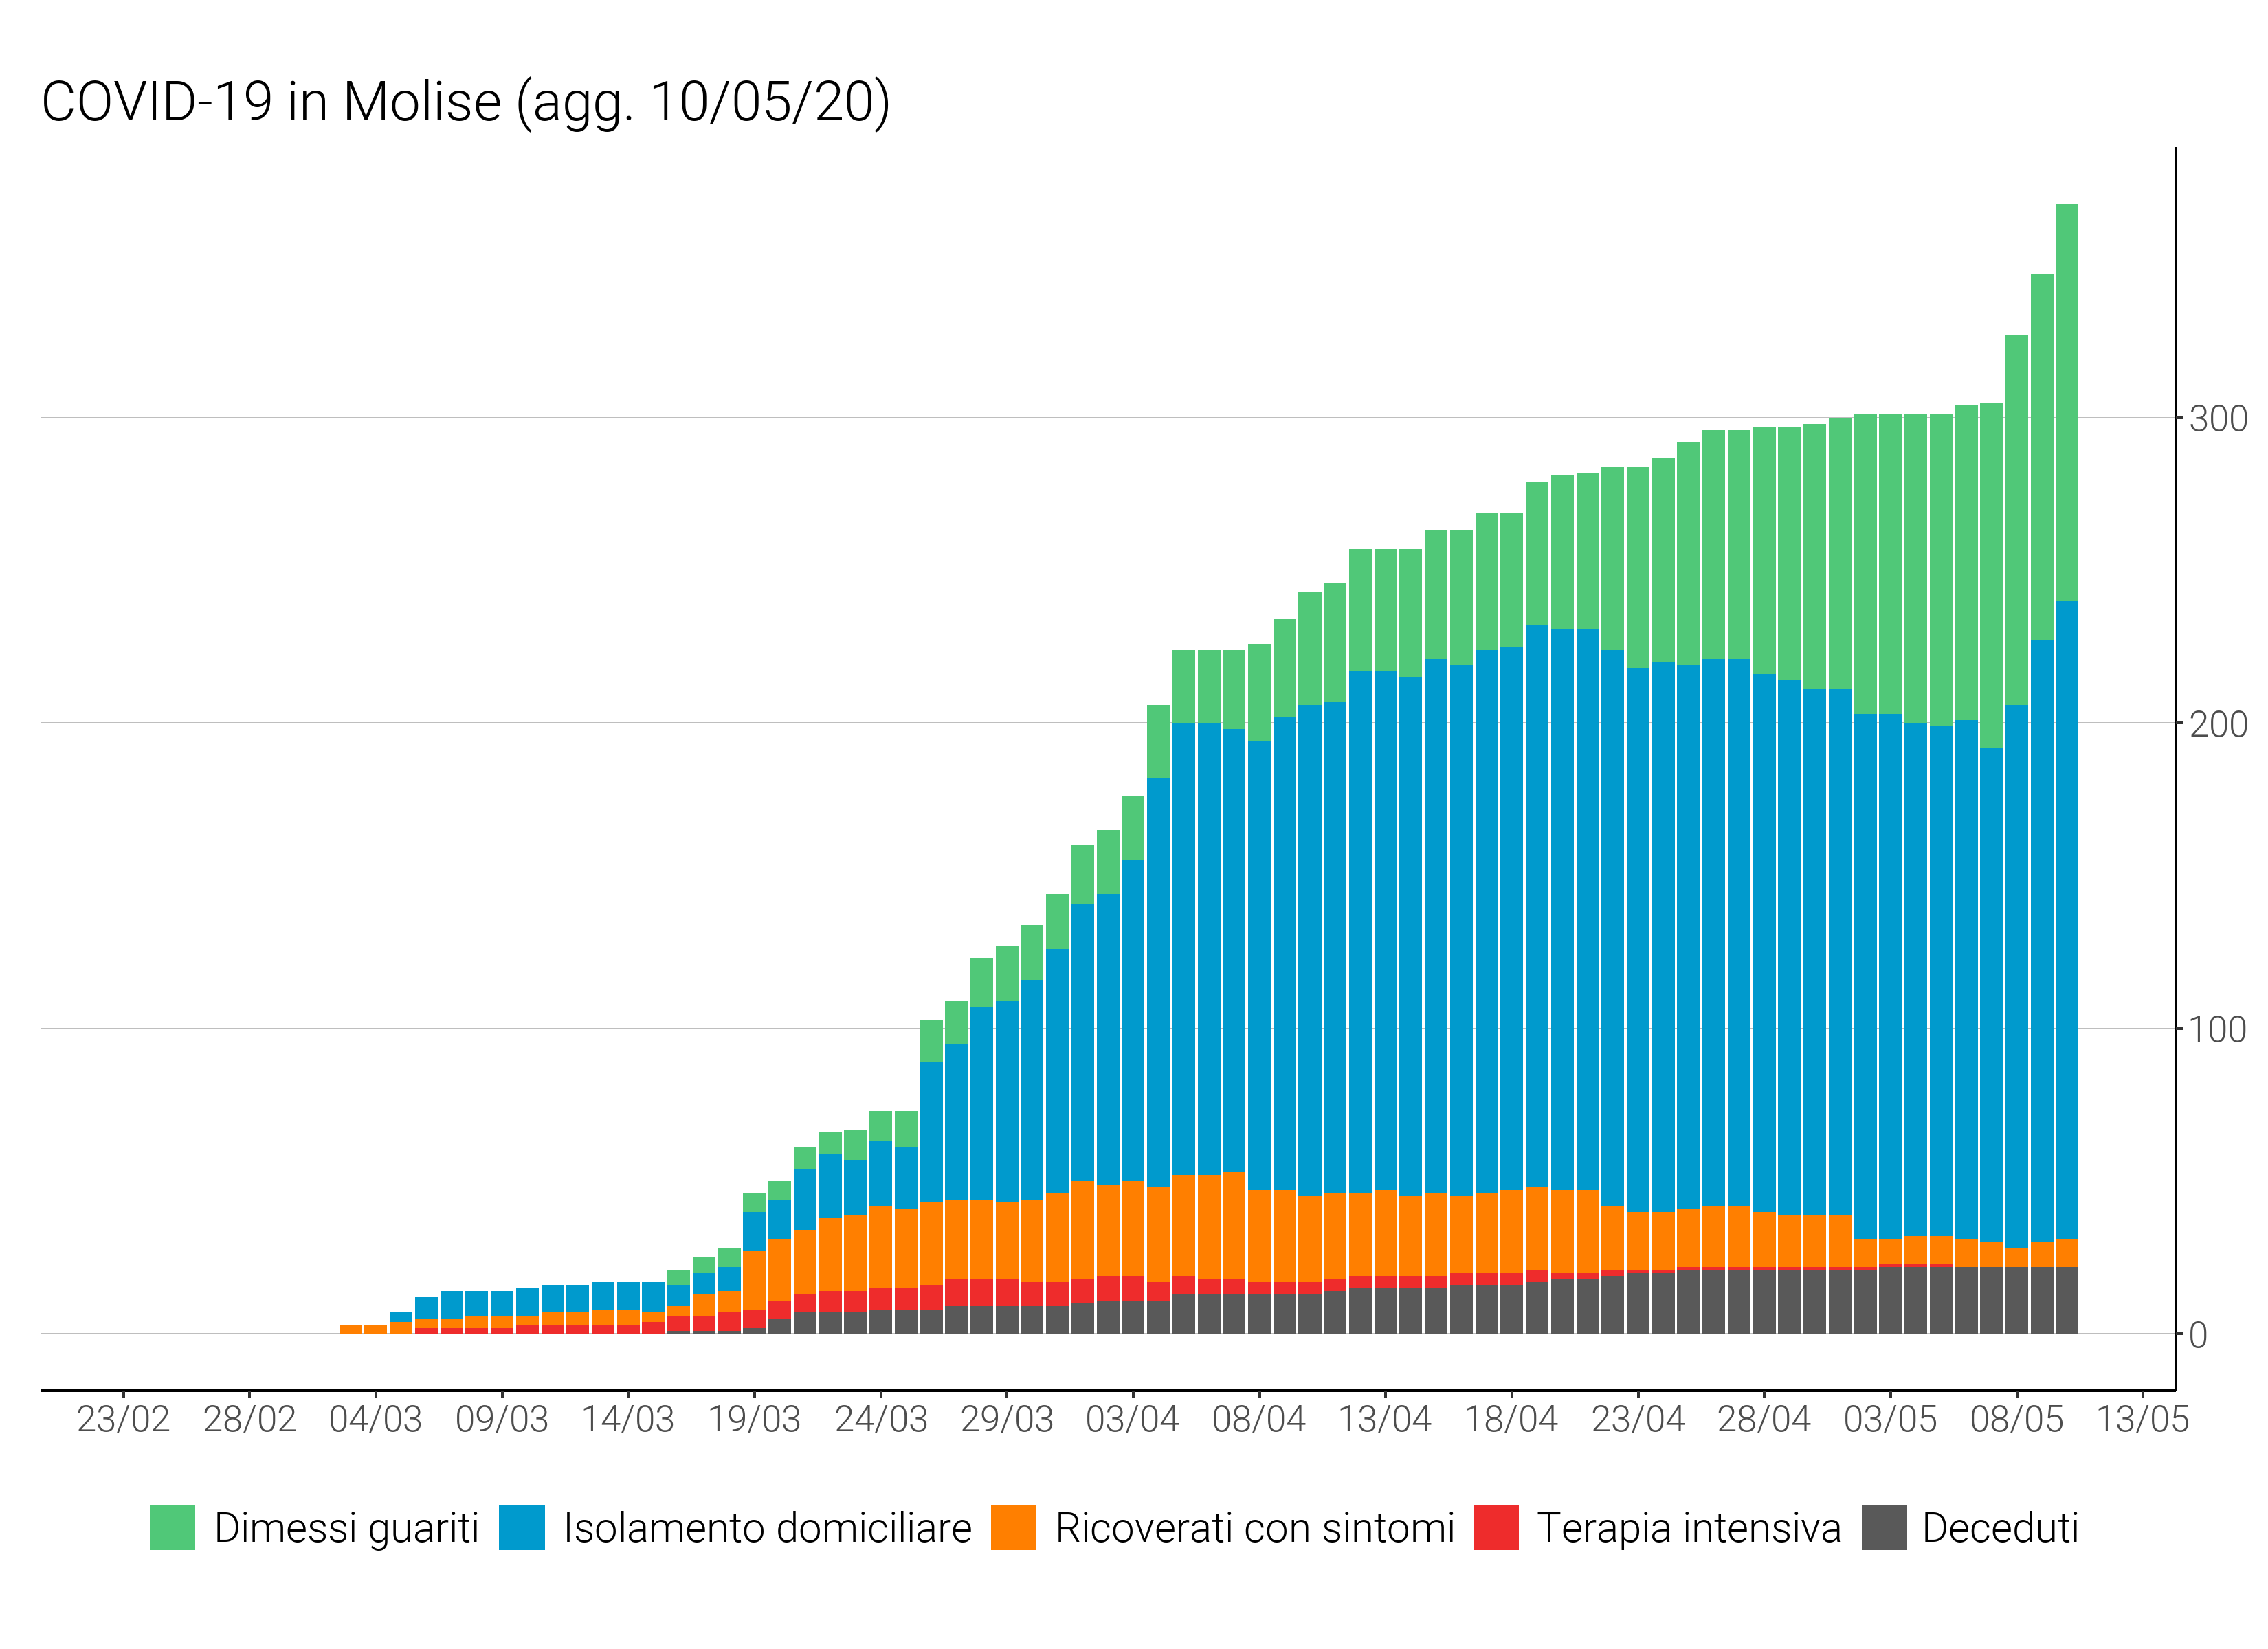 COVID-19 in Molise (agg. 10/05/20)
300
200
100
0
23/02 28/02 04/03 09/03 14/03 19/03 24/03 29/03 03/04 08/04 13/04 18/04 23/04 28/04 03/05 08/05 13/05
Dimessi guariti Isolamento domiciliare Ricoverati con sintomi Terapia intensiva Deceduti